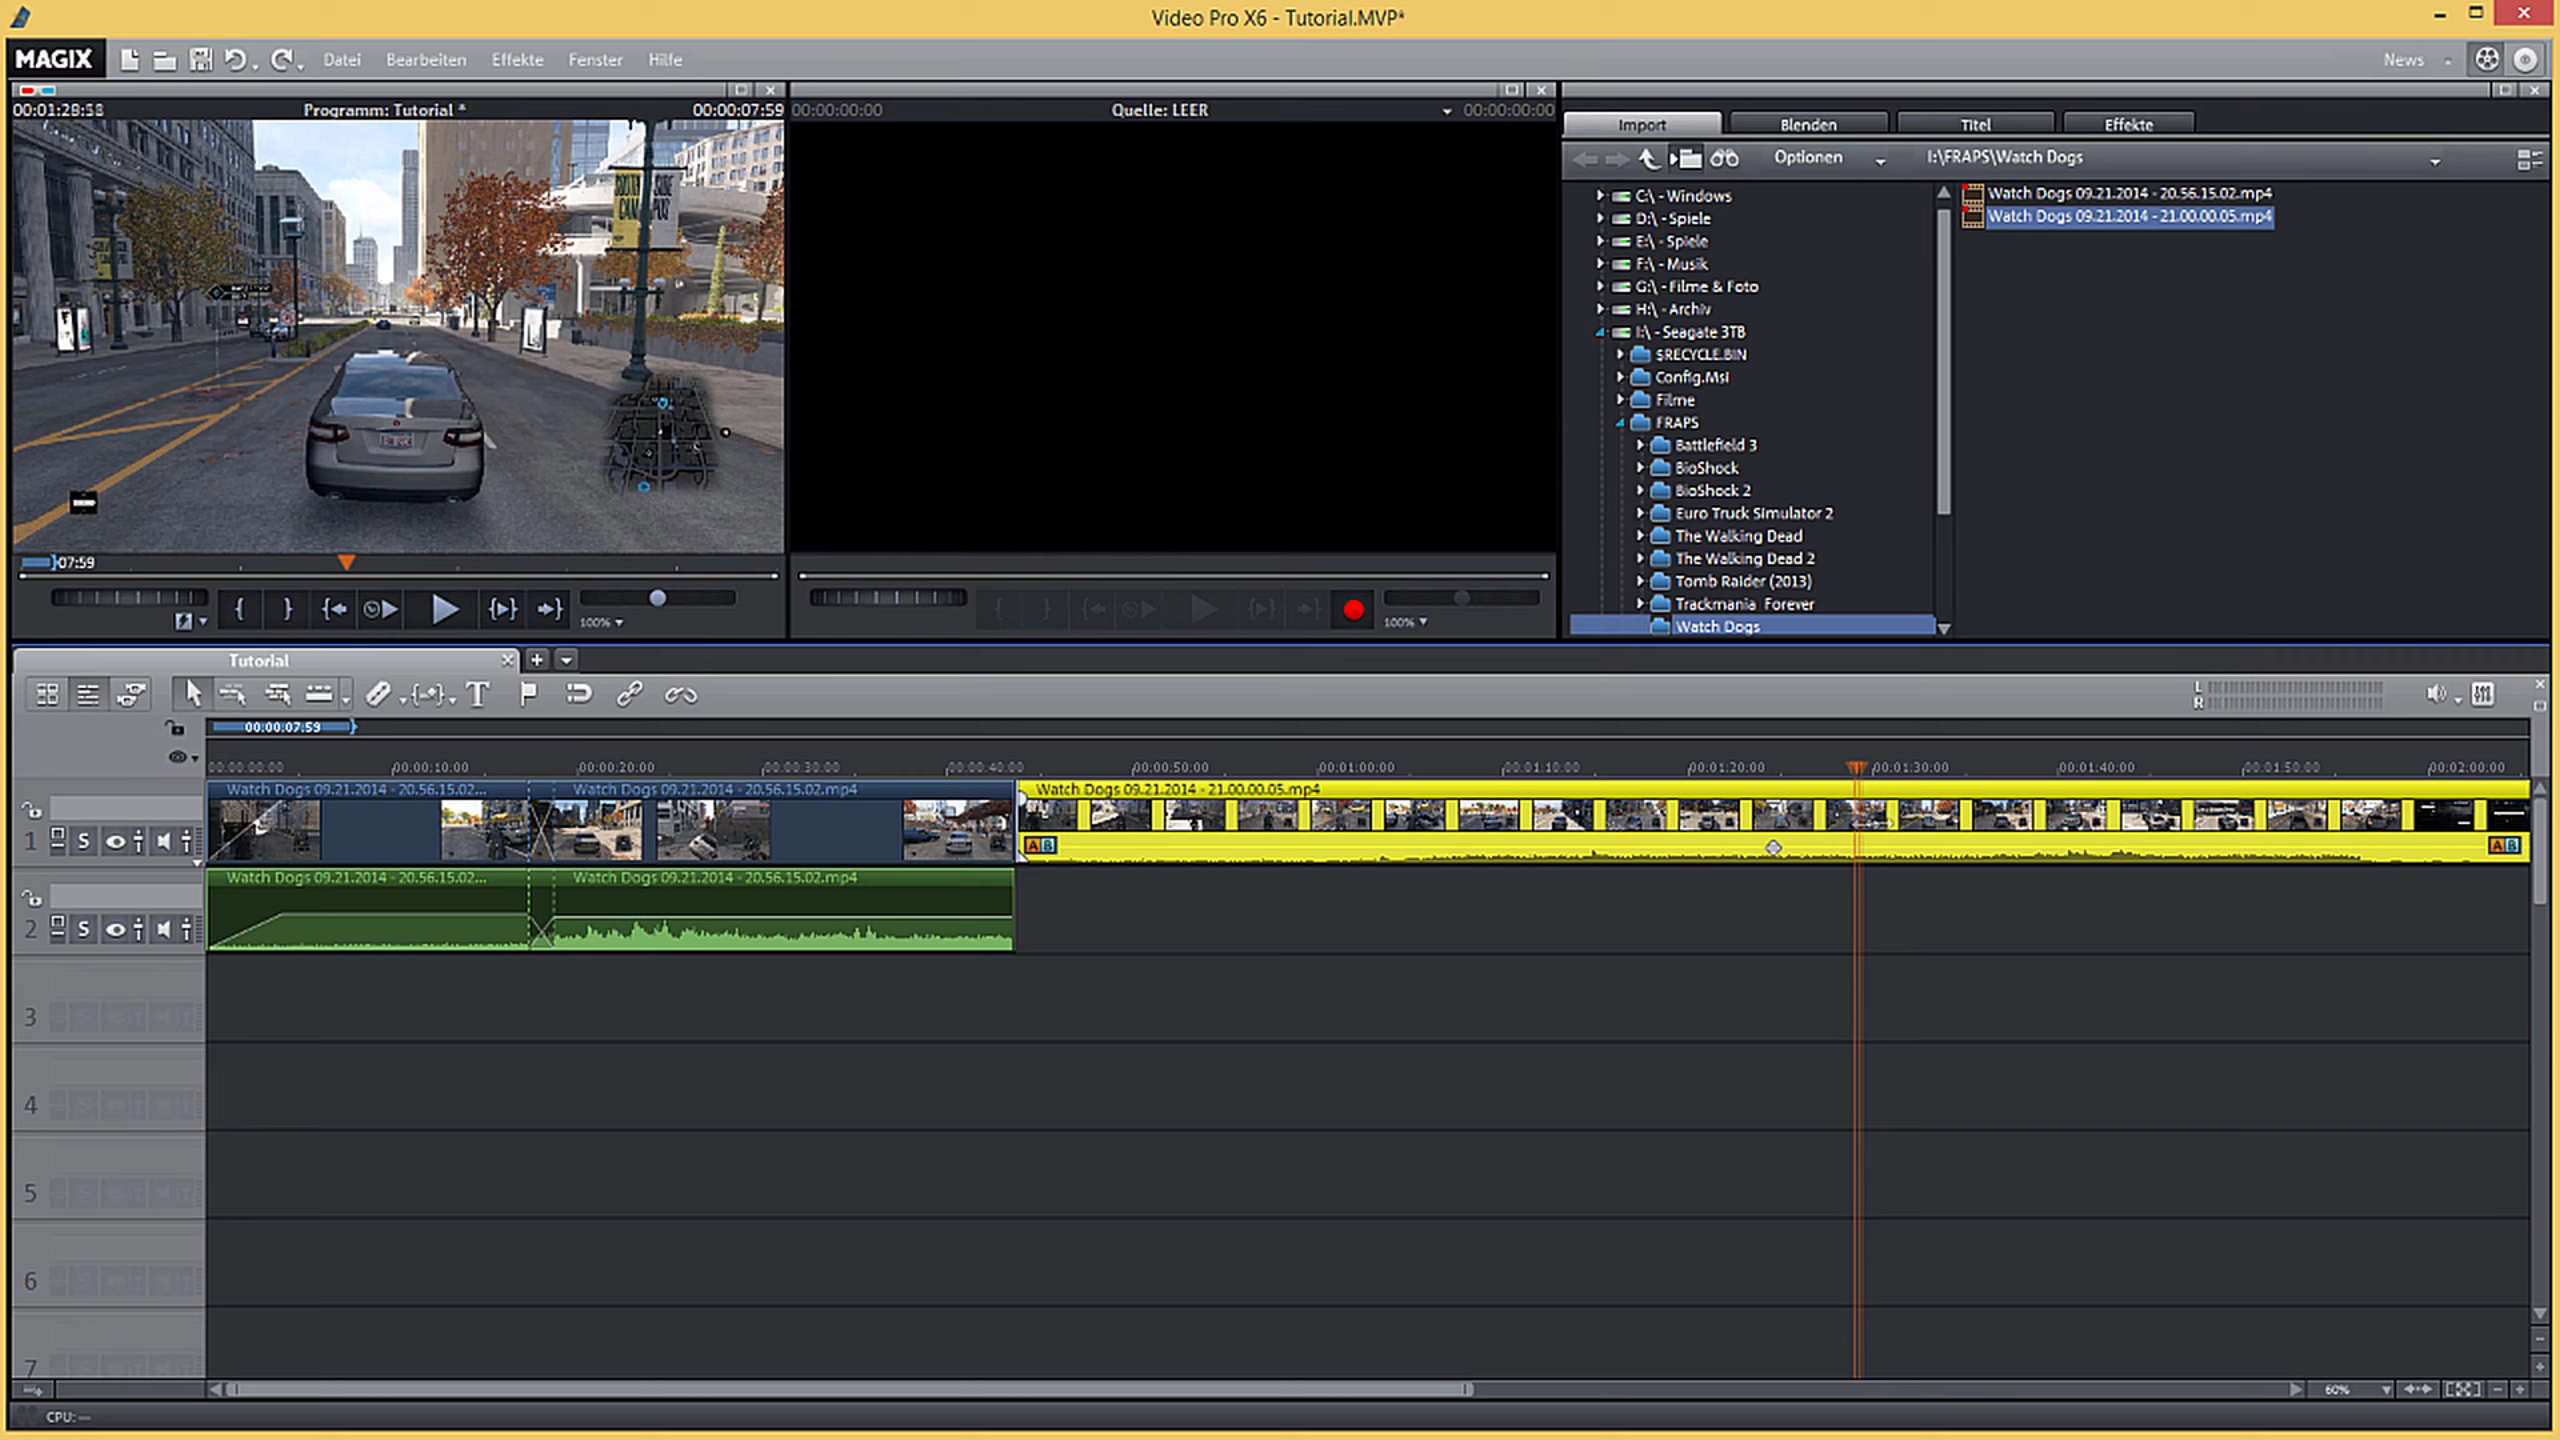 Video Pro X6 - Tutorial.MVP*
MAGIX
Datei Bearbeiten Effekte Fenster Hilfe
News
00:01:28:58 Programm: Tutorial * 00:00:07:59
00:00:00:00 Quelle: LEER 00:00:00:00
Import Blenden Titel Effekte
Optionen I:\FRAPS\Watch Dogs
C:\ - Windows
D:\ - Spiele
E:\ - Spiele
F:\ - Musik
G:\ - Filme & Foto
H:\ - Archiv
I:\ - Seagate 3TB
$RECYCLE.BIN
Config.Msi
Filme
FRAPS
Battlefield 3
BioShock
BioShock 2
Euro Truck Simulator 2
The Walking Dead
The Walking Dead 2
Tomb Raider (2013)
Trackmania Forever
Watch Dogs
Watch Dogs 09.21.2014 - 20.56.15.02.mp4
Watch Dogs 09.21.2014 - 21.00.00.05.mp4
07:59
100%
100%
Tutorial
L
R
00:00:07:59
00:00:00:00 00:00:10:00 00:00:20:00 00:00:30:00 00:00:40:00 00:00:50:00 00:01:00:00 00:01:10:00 00:01:20:00 00:01:30:00 00:01:40:00 00:01:50:00 00:02:00:00
Watch Dogs 09.21.2014 - 20.56.15.02... Watch Dogs 09.21.2014 - 20.56.15.02.mp4 Watch Dogs 09.21.2014 - 21.00.00.05.mp4
1 S
A B A B
Watch Dogs 09.21.2014 - 20.56.15.02... Watch Dogs 09.21.2014 - 20.56.15.02.mp4
2 S
3 S
4 S
5 S
6 S
7
60%
CPU: —